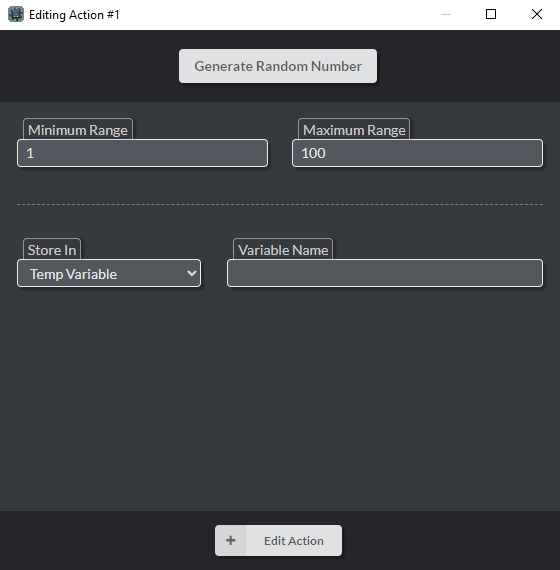 Editing Action #1
Generate Random Number
Minimum Range
Maximum Range
1
100
Store In
Variable Name
Temp Variable
+ Edit Action